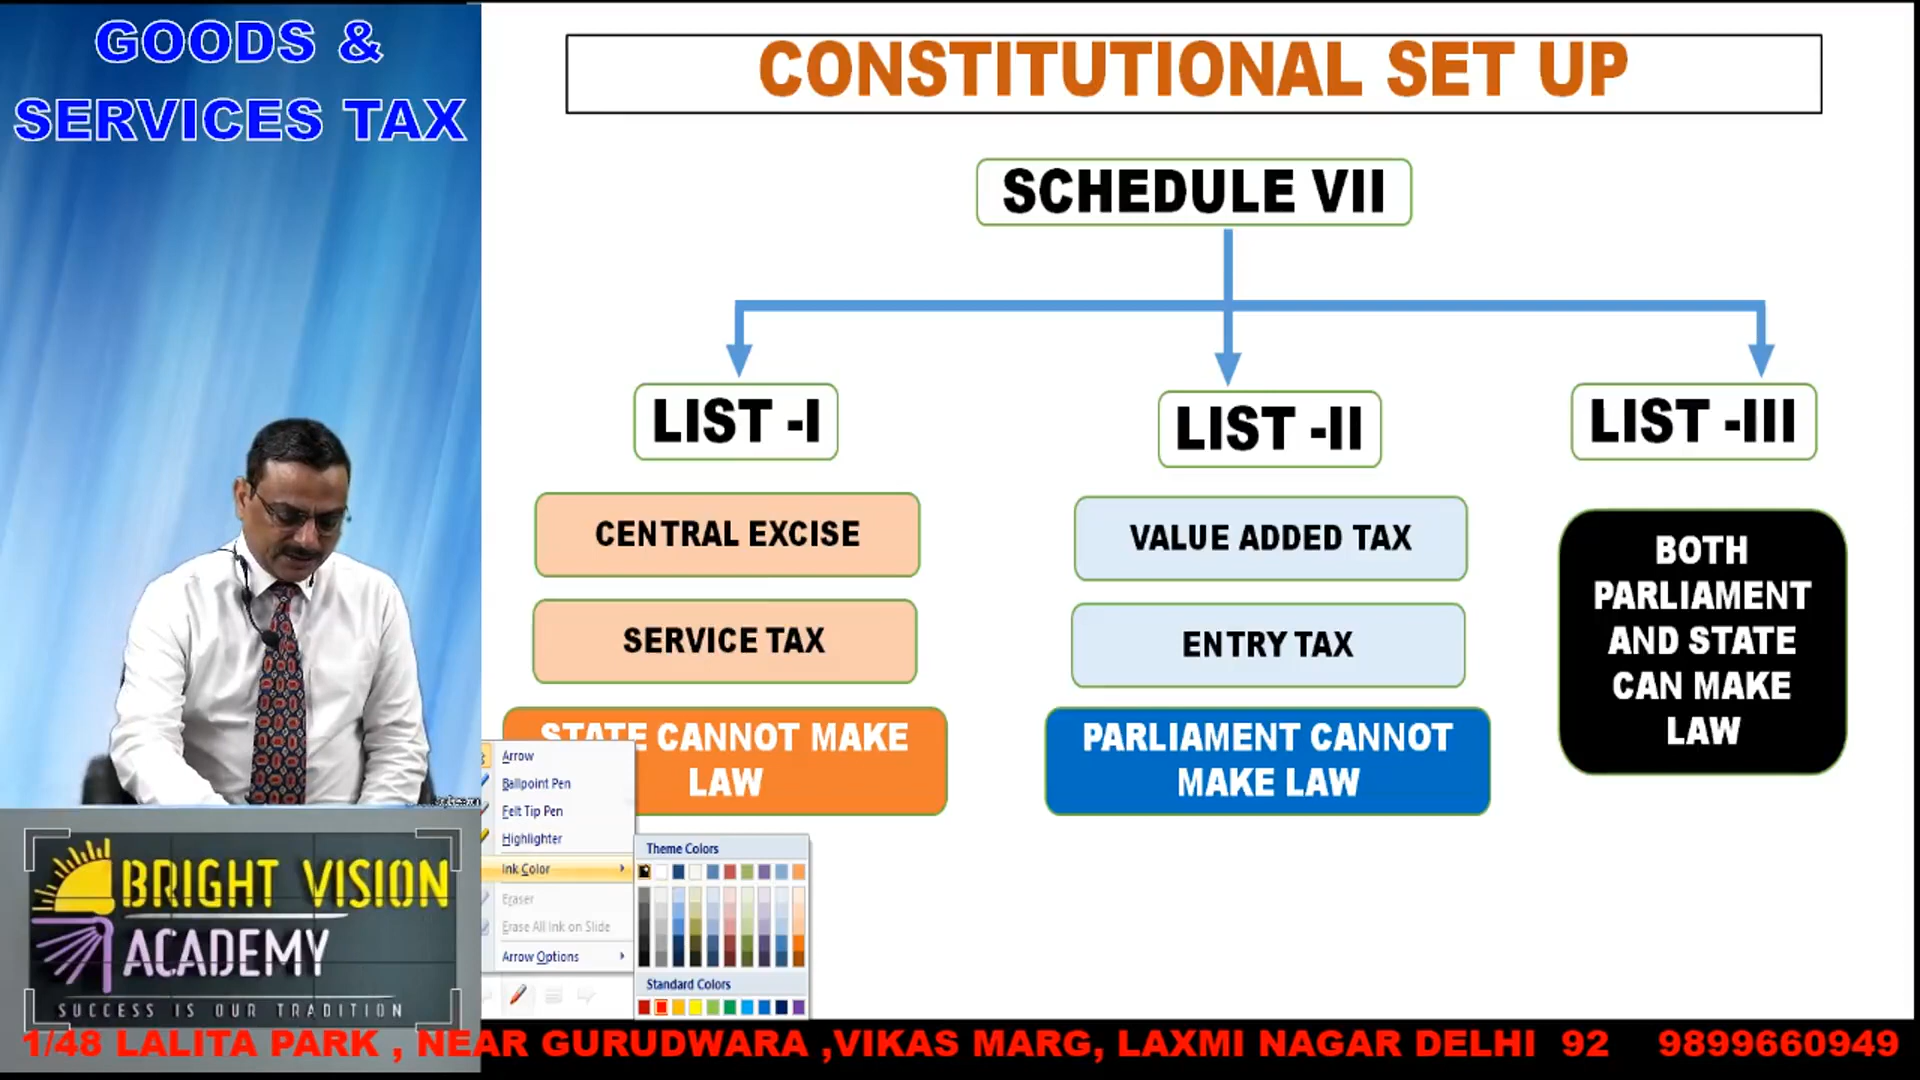 GOODS &
SERVICES TAX
CONSTITUTIONAL SET UP
SCHEDULE VII
LIST -I
LIST -II
LIST -III
CENTRAL EXCISE
SERVICE TAX
STATE CANNOT MAKE
LAW
VALUE ADDED TAX
ENTRY TAX
PARLIAMENT CANNOT
MAKE LAW
BOTH
PARLIAMENT
AND STATE
CAN MAKE
LAW
Arrow
Ballpoint Pen
Felt Tip Pen
Highlighter
Ink Color
Eraser
Erase All Ink on Slide
Arrow Options
Theme Colors
Standard Colors
BRIGHT VISION
ACADEMY
SUCCESS IS OUR TRADITION
1/48 LALITA PARK , NEAR GURUDWARA ,VIKAS MARG, LAXMI NAGAR DELHI 92 9899660949